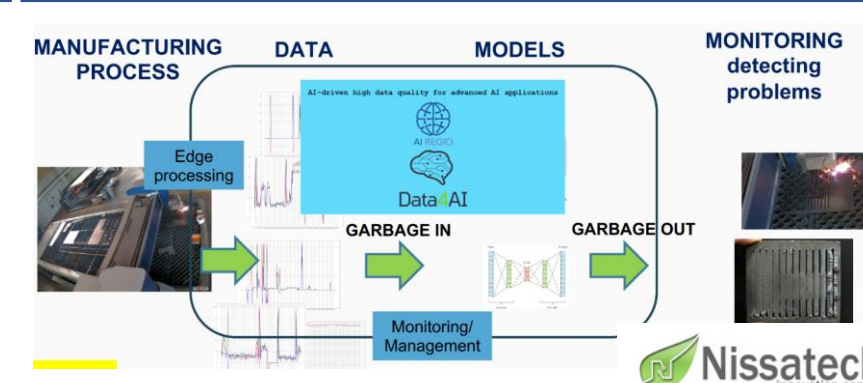 MANUFACTURING
PROCESS
DATA
MODELS
MONITORING
detecting
problems
AI-driven high data quality for advanced AI applications
AI REGIO
Data4AI
Edge
processing
GARBAGE IN
GARBAGE OUT
Monitoring/
Management
Nissatech